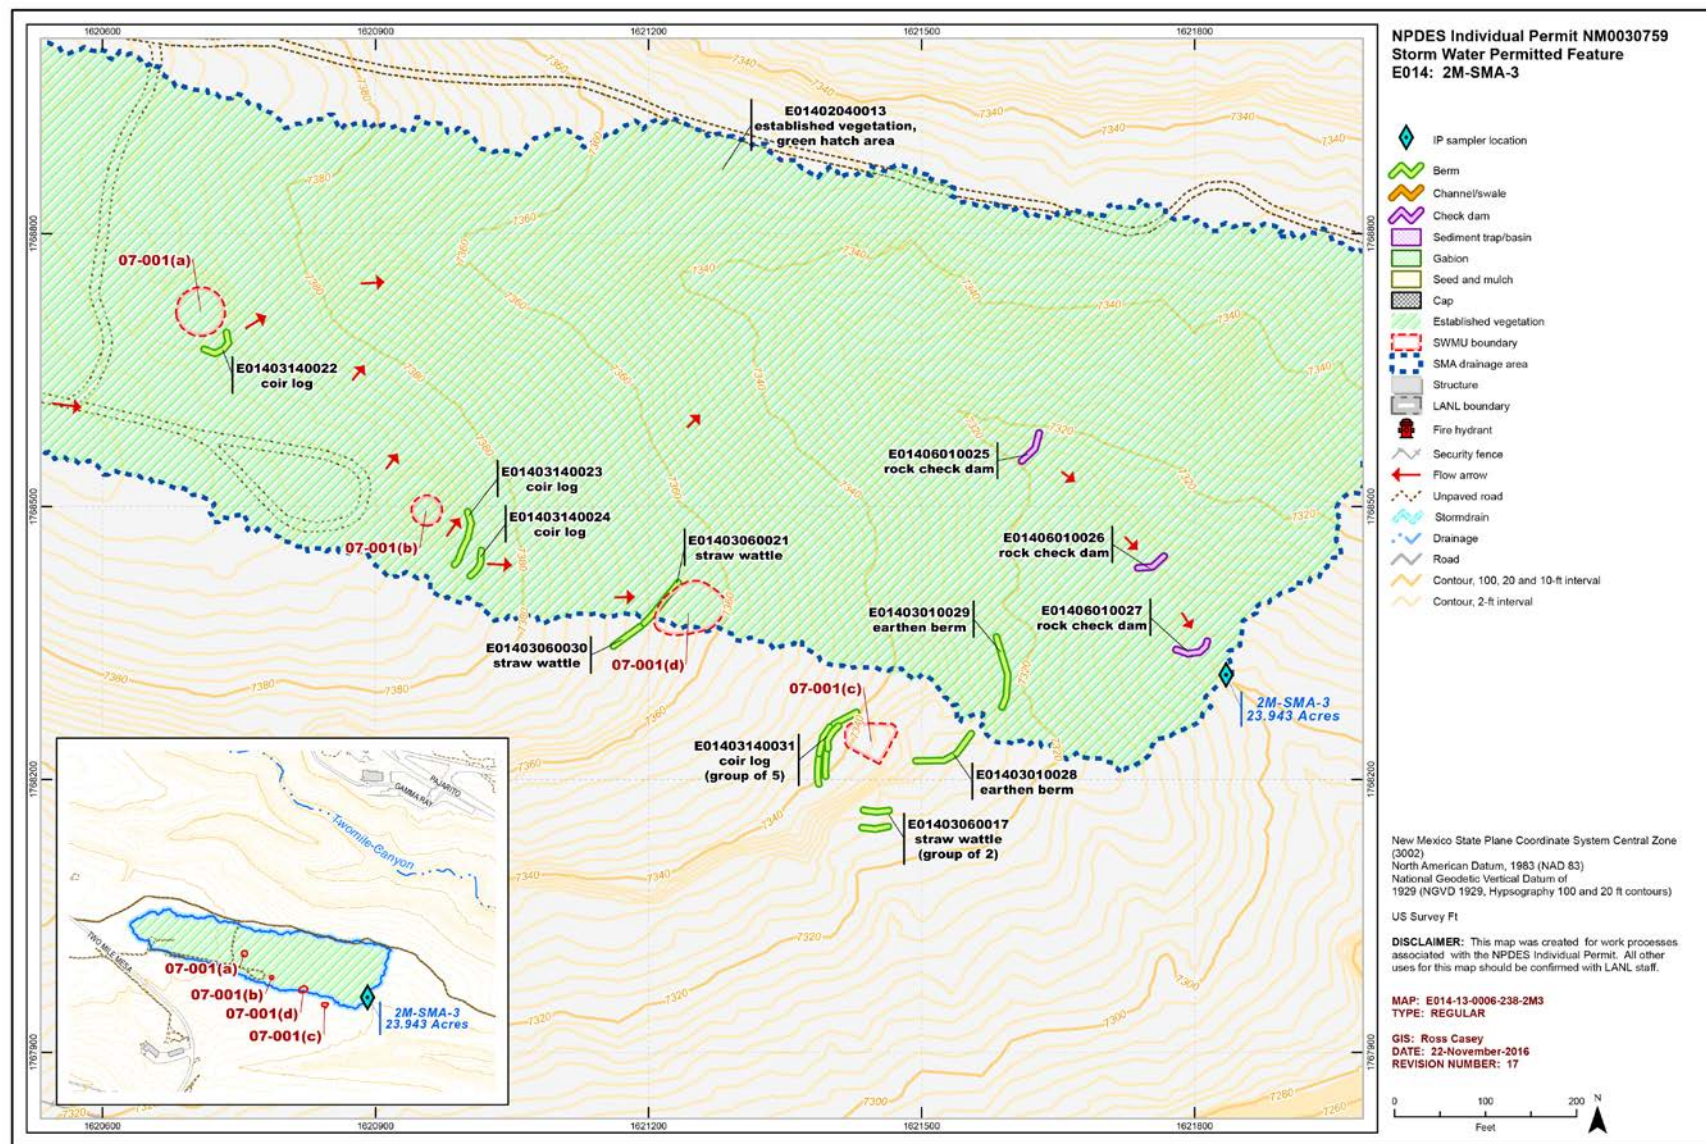 NPDES Individual Permit NM0030759
Storm Water Permitted Feature
E014: 2M-SMA-3
IP sampler location
Berm
Channel/swale
Check dam
Sediment trap/basin
Gabion
Seed and mulch
Cap
Established vegetation
SWMU boundary
SMA drainage area
Structure
LANL boundary
Fire hydrant
Security fence
Flow arrow
Unpaved road
Stormdrain
Drainage
Road
Contour, 100, 20 and 10-ft interval
Contour, 2-ft interval
New Mexico State Plane Coordinate System Central Zone
(3002)
North American Datum, 1983 (NAD 83)
National Geodetic Vertical Datum of
1929 (NGVD 1929, Hypsography 100 and 20 ft contours)
US Survey Ft
DISCLAIMER: This map was created for work processes
associated with the NPDES Individual Permit. All other
uses for this map should be confirmed with LANL staff.
MAP: E014-13-0006-238-2M3
TYPE: REGULAR
GIS: Ross Casey
DATE: 22-November-2016
REVISION NUMBER: 17
0 100 200
Feet
N
1620600 1620900 1621200 1621500 1621800
E01402040013
established vegetation,
green hatch area
1768800
1768800
07-001(a)
E01403140022
coir log
E01403140023
coir log
E01403140024
coir log
07-001(b)
1768500
1768500
E01403060021
straw wattle
E01406010025
rock check dam
E01406010026
rock check dam
E01403010029
earthen berm
E01406010027
rock check dam
E01403060030
straw wattle
07-001(d)
07-001(c)
2M-SMA-3
23.943 Acres
E01403140031
coir log
(group of 5)
E01403010028
earthen berm
E01403060017
straw wattle
(group of 2)
1768200
1768200
1767900
1767900
PAJARITO
GAMMA RAY
Twomile-Canyon
TWO MILE MESA
07-001(a)
07-001(b)
07-001(d)
07-001(c)
2M-SMA-3
23.943 Acres
7380
7360
7340
7320
7300
7280
7260
1620600 1620900 1621200 1621500 1621800